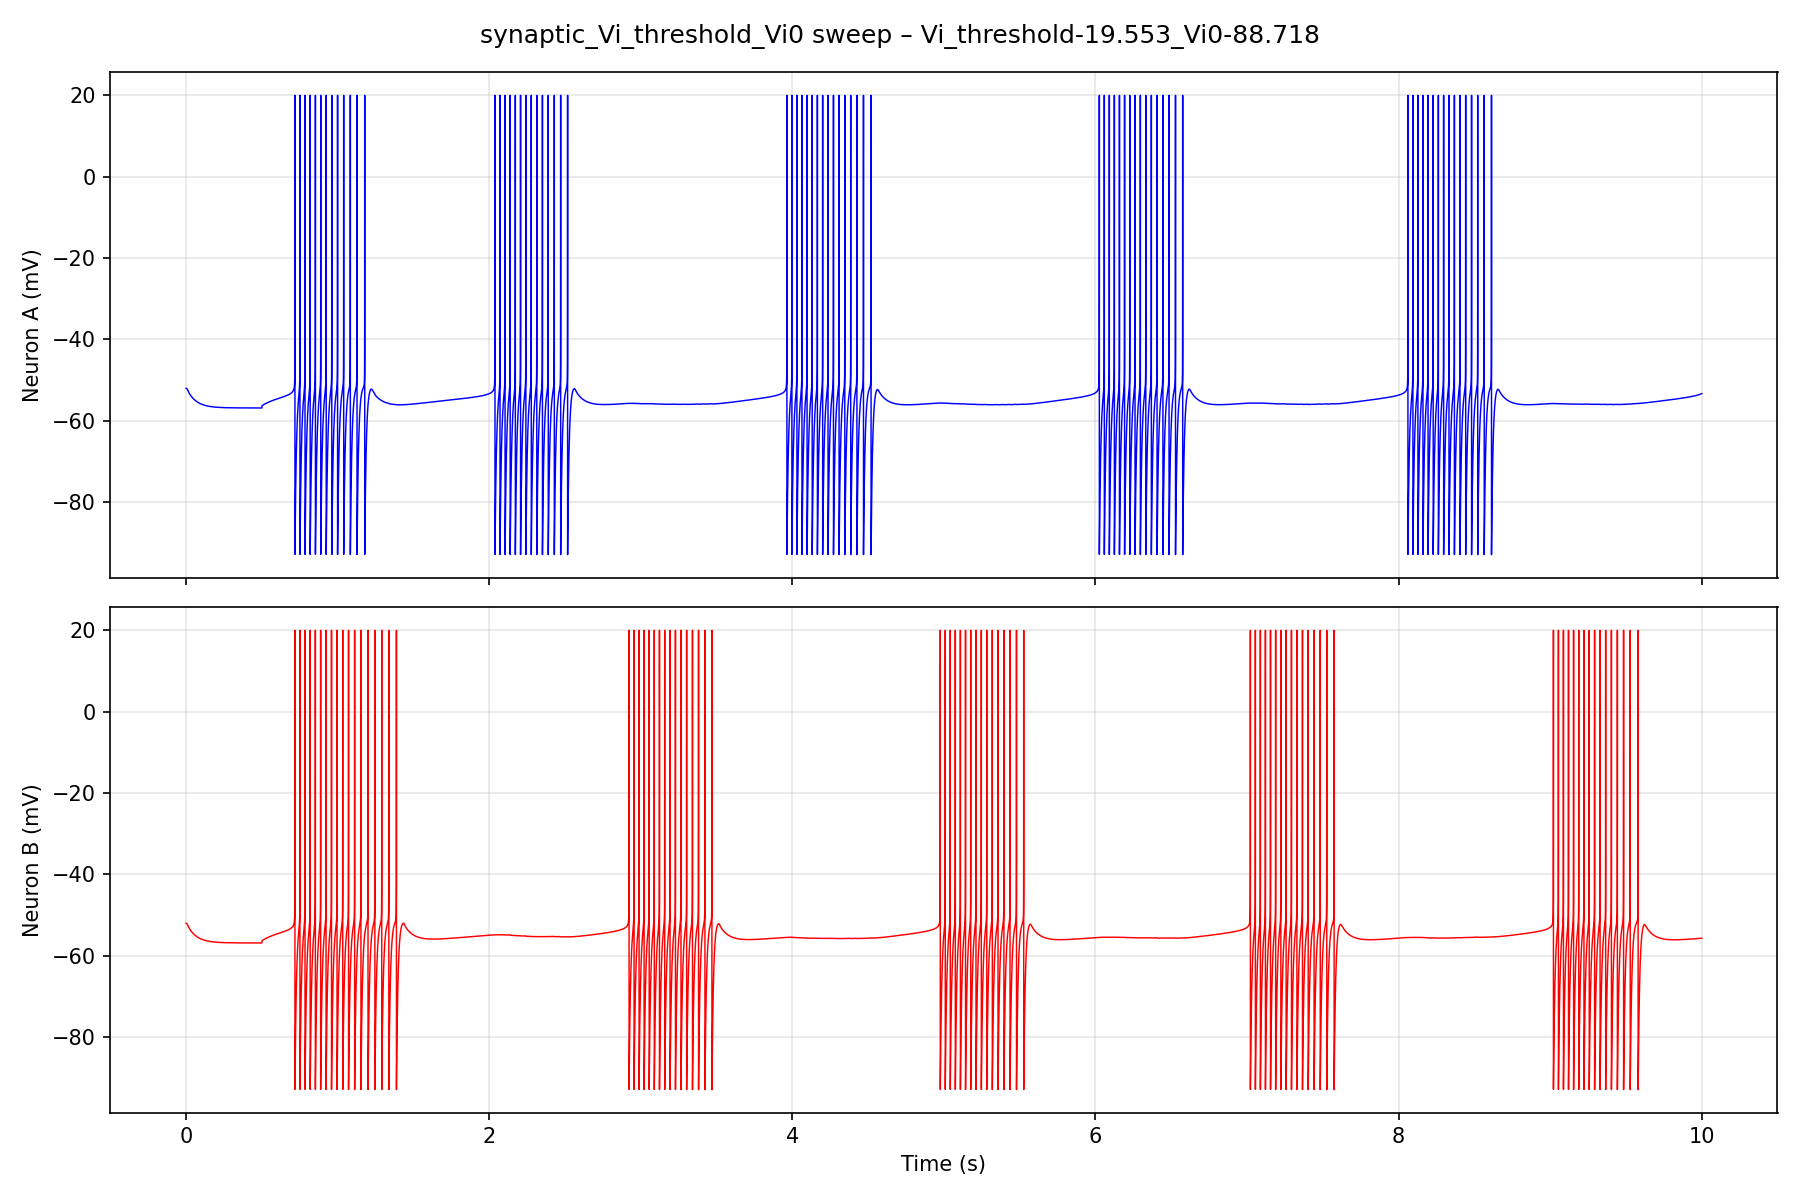 synaptic_Vi_threshold_Vi0 sweep – Vi_threshold-19.553_Vi0-88.718
20
0
−20
−40
−60
−80
Neuron A (mV)
20
0
−20
−40
−60
−80
Neuron B (mV)
0 2 4 6 8 10
Time (s)